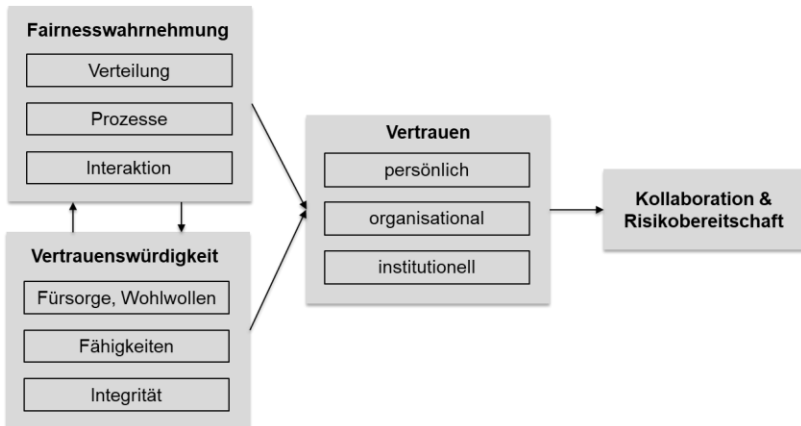 Fairnesswahrnehmung
Verteilung
Prozesse
Interaktion
Vertrauenswürdigkeit
Fürsorge, Wohlwollen
Fähigkeiten
Integrität
Vertrauen
persönlich
organisational
institutionell
Kollaboration &
Risikobereitschaft